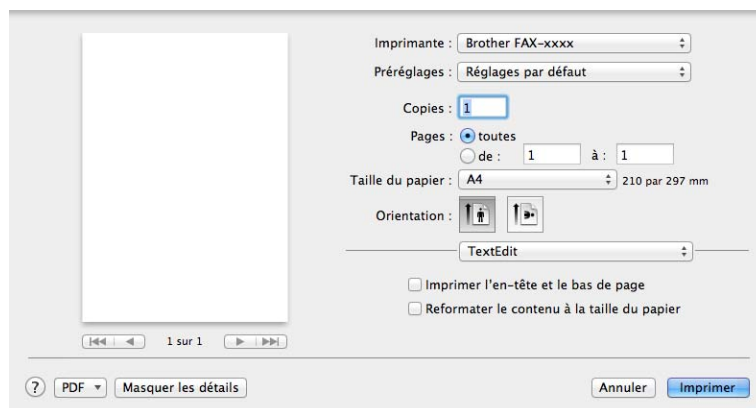 Imprimante : Brother FAX-xxxx
Préréglages : Réglages par défaut
Copies : 1
Pages : toutes
de : 1 à : 1
Taille du papier : A4 210 par 297 mm
Orientation :
TextEdit
Imprimer l'en-tête et le bas de page
Reformater le contenu à la taille du papier
1 sur 1
? PDF Masquer les détails Annuler Imprimer